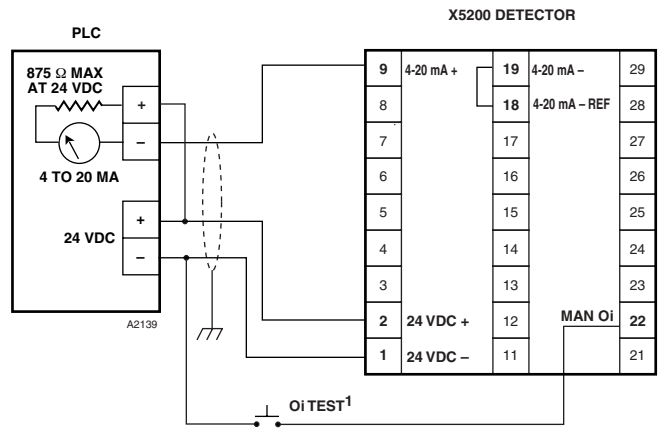 X5200 DETECTOR
PLC
875 Ω MAX
AT 24 VDC
+
–
4 TO 20 MA
+
24 VDC
–
A2139
9 4-20 mA + 19 4-20 mA – 29
8 18 4-20 mA – REF 28
7 17 27
6 16 26
5 15 25
4 14 24
3 13 23
2 24 VDC + 12 MAN Oi 22
1 24 VDC – 11 21
Oi TEST1